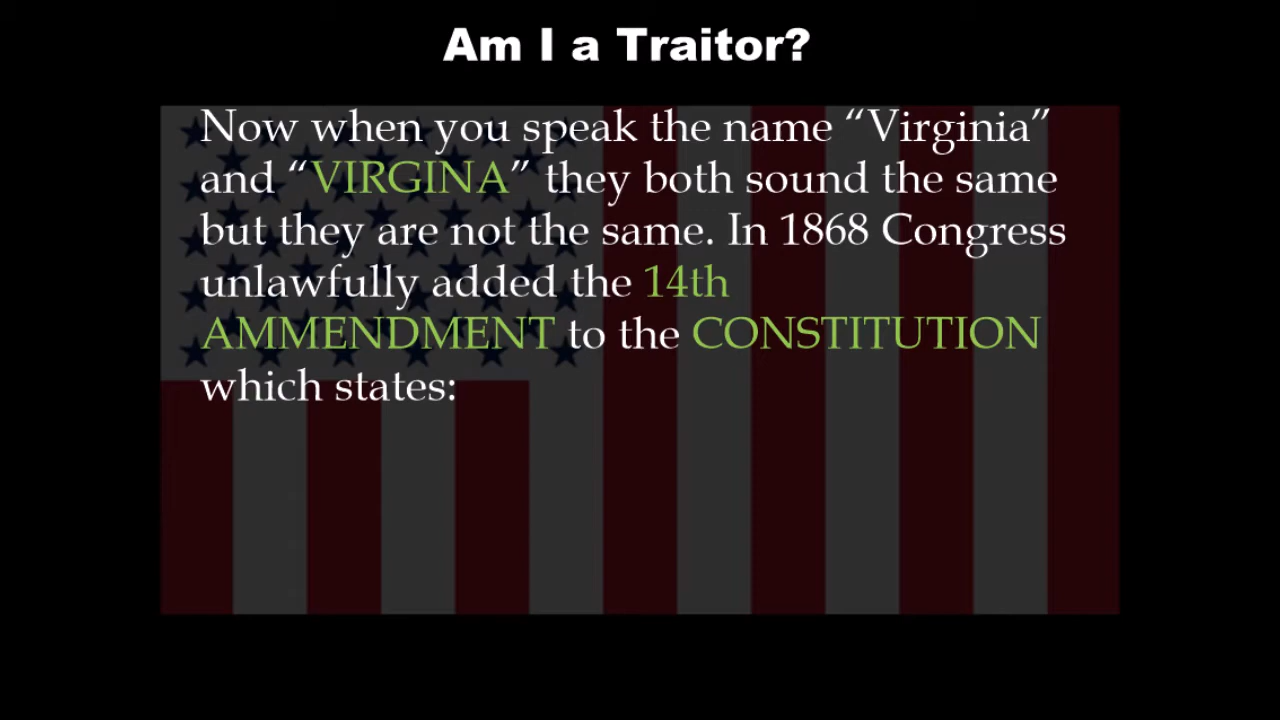 Am I a Traitor?
Now when you speak the name “Virginia”
and “VIRGINA” they both sound the same
but they are not the same. In 1868 Congress
unlawfully added the 14th
AMMENDMENT to the CONSTITUTION
which states: